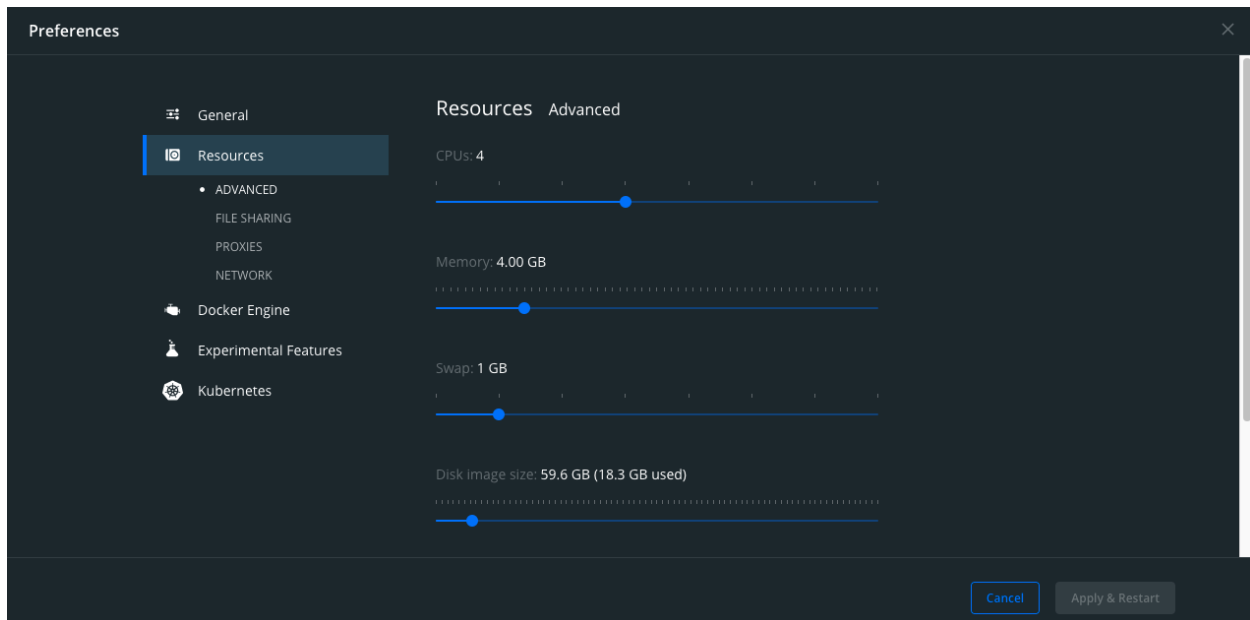 Preferences
General
Resources
ADVANCED
FILE SHARING
PROXIES
NETWORK
Docker Engine
Experimental Features
Kubernetes
Resources Advanced
CPUs: 4
Memory: 4.00 GB
Swap: 1 GB
Disk image size: 59.6 GB (18.3 GB used)
Cancel
Apply & Restart